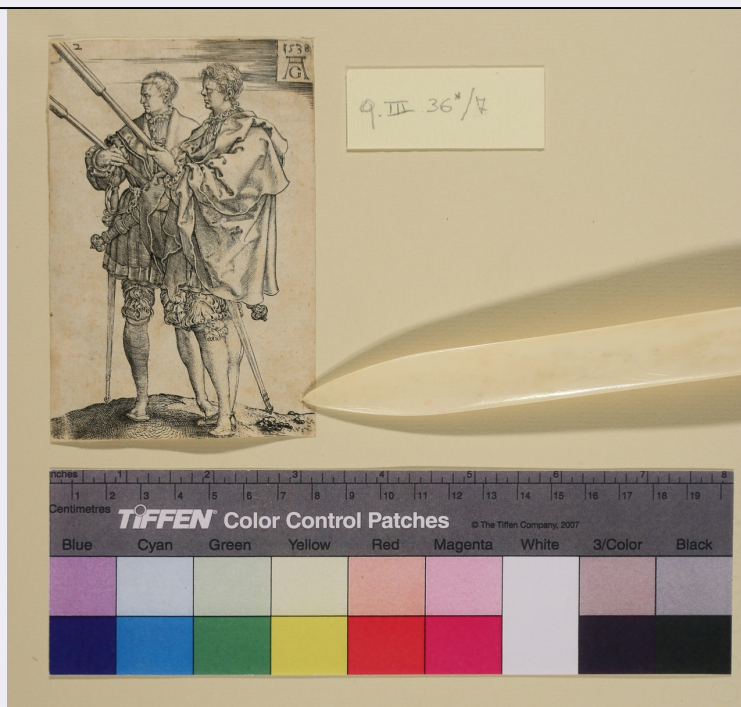 2
1538
AG
9. III 36"/7
Inches 1 2 3 4 5 6 7 8
1 2 3 4 5 6 7 8 9 10 11 12 13 14 15 16 17 18 19
Centimetres
TIFFEN® Color Control Patches © The Tiffen Company, 2007
Blue Cyan Green Yellow Red Magenta White 3/Color Black